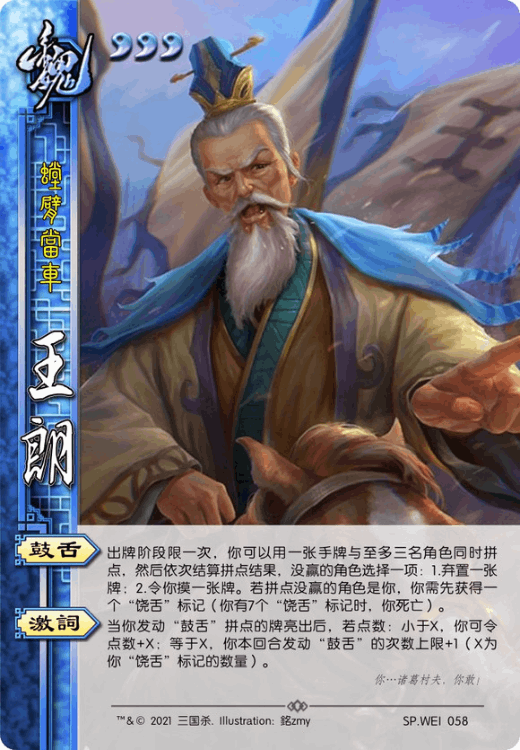 魏
螳臂當車
王朗
鼓舌
出牌阶段限一次，你可以用一张手牌与至多三名角色同时拼
点，然后依次结算拼点结果，没赢的角色选择一项：1.弃置一张
牌；2.令你摸一张牌。若拼点没赢的角色是你，你需先获得一
个“饶舌”标记（你有7个“饶舌”标记时，你死亡）。
激詞
当你发动“鼓舌”拼点的牌亮出后，若点数：小于X，你可令
点数+X；等于X，你本回合发动“鼓舌”的次数上限+1（X为
你“饶舌”标记的数量）。
你…诸葛村夫，你敢！
™&© 2021 三国杀. Illustration: 銘zmy
SP.WEI 058